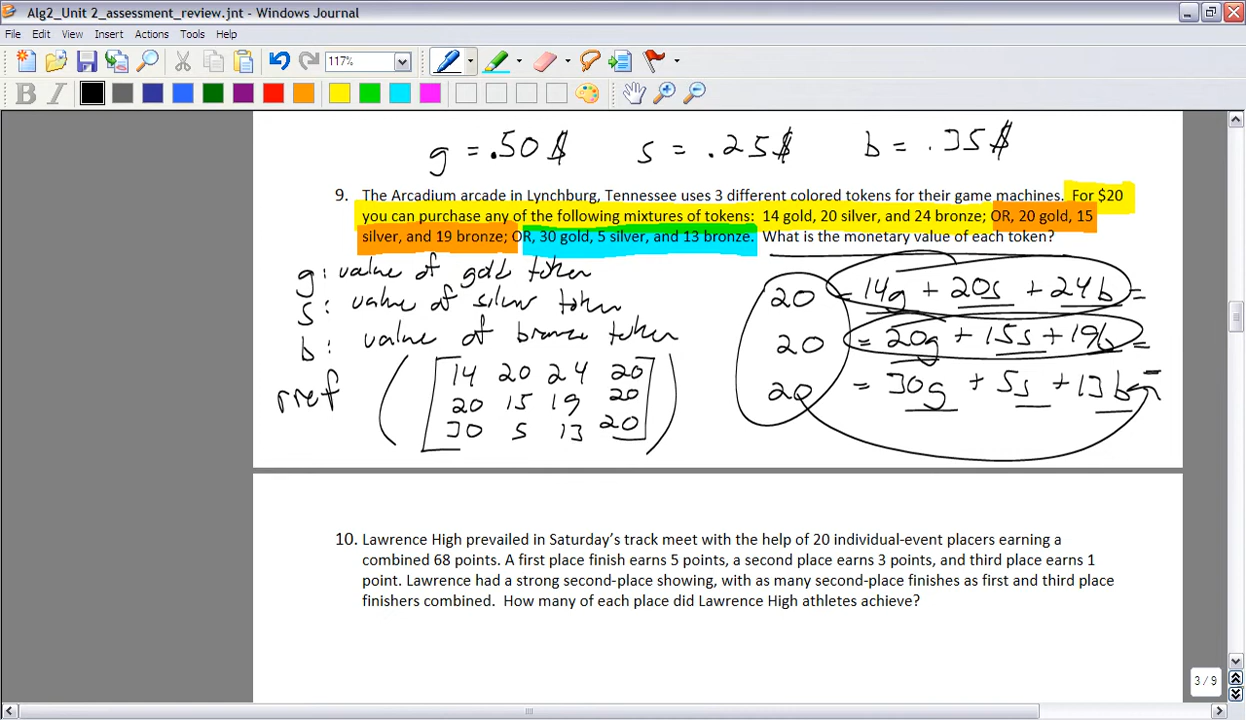 Alg2_Unit 2_assessment_review.jnt - Windows Journal
File Edit View Insert Actions Tools Help
117%
B I
g = .50$ s = .25$ b = .35$
9. The Arcadium arcade in Lynchburg, Tennessee uses 3 different colored tokens for their game machines. For $20
you can purchase any of the following mixtures of tokens: 14 gold, 20 silver, and 24 bronze; OR, 20 gold, 15
silver, and 19 bronze; OR, 30 gold, 5 silver, and 13 bronze. What is the monetary value of each token?
g: value of gold token
s: value of silver token
b: value of bronze token
20 = 14g + 20s + 24b =
20 = 20g + 15s + 19b =
20 = 30g + 5s + 13b =
rref
14 20 24 20
20 15 19 20
30 5 13 20
10. Lawrence High prevailed in Saturday's track meet with the help of 20 individual-event placers earning a
combined 68 points. A first place finish earns 5 points, a second place earns 3 points, and third place earns 1
point. Lawrence had a strong second-place showing, with as many second-place finishes as first and third place
finishers combined. How many of each place did Lawrence High athletes achieve?
3 / 9